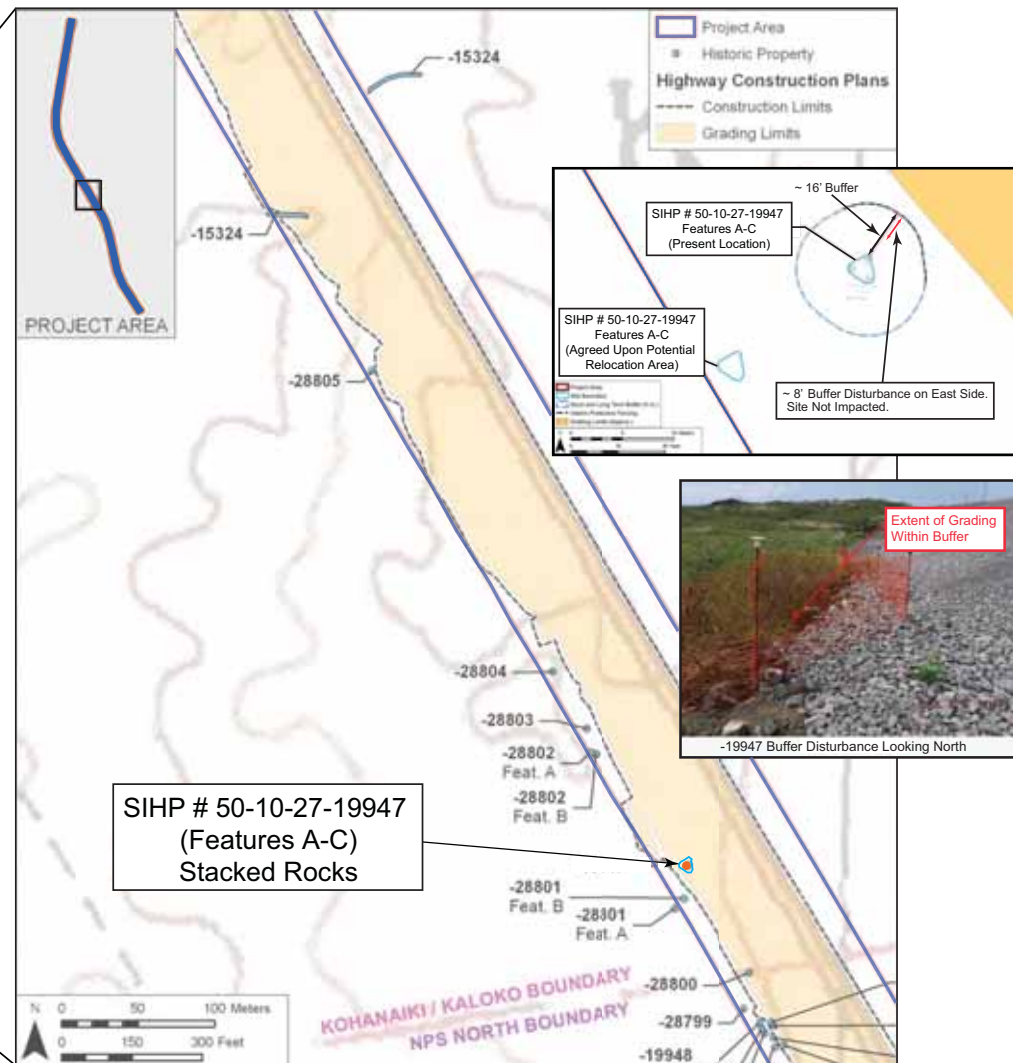 PROJECT AREA
-15324
-15324
-28805
-28804
-28803
-28802
Feat. A
-28802
Feat. B
SIHP # 50-10-27-19947
(Features A-C)
Stacked Rocks
-28801
Feat. B
-28801
Feat. A
-28800
-28799
-19948
KOHANAIKI / KALOKO BOUNDARY
NPS NORTH BOUNDARY
N
0 50 100 Meters
0 150 300 Feet
Project Area
Historic Property
Highway Construction Plans
Construction Limits
Grading Limits
~ 16' Buffer
SIHP # 50-10-27-19947
Features A-C
(Present Location)
SIHP # 50-10-27-19947
Features A-C
(Agreed Upon Potential
Relocation Area)
~ 8' Buffer Disturbance on East Side.
Site Not Impacted.
Project Area
Extent of Grading
Within Buffer
-19947 Buffer Disturbance Looking North